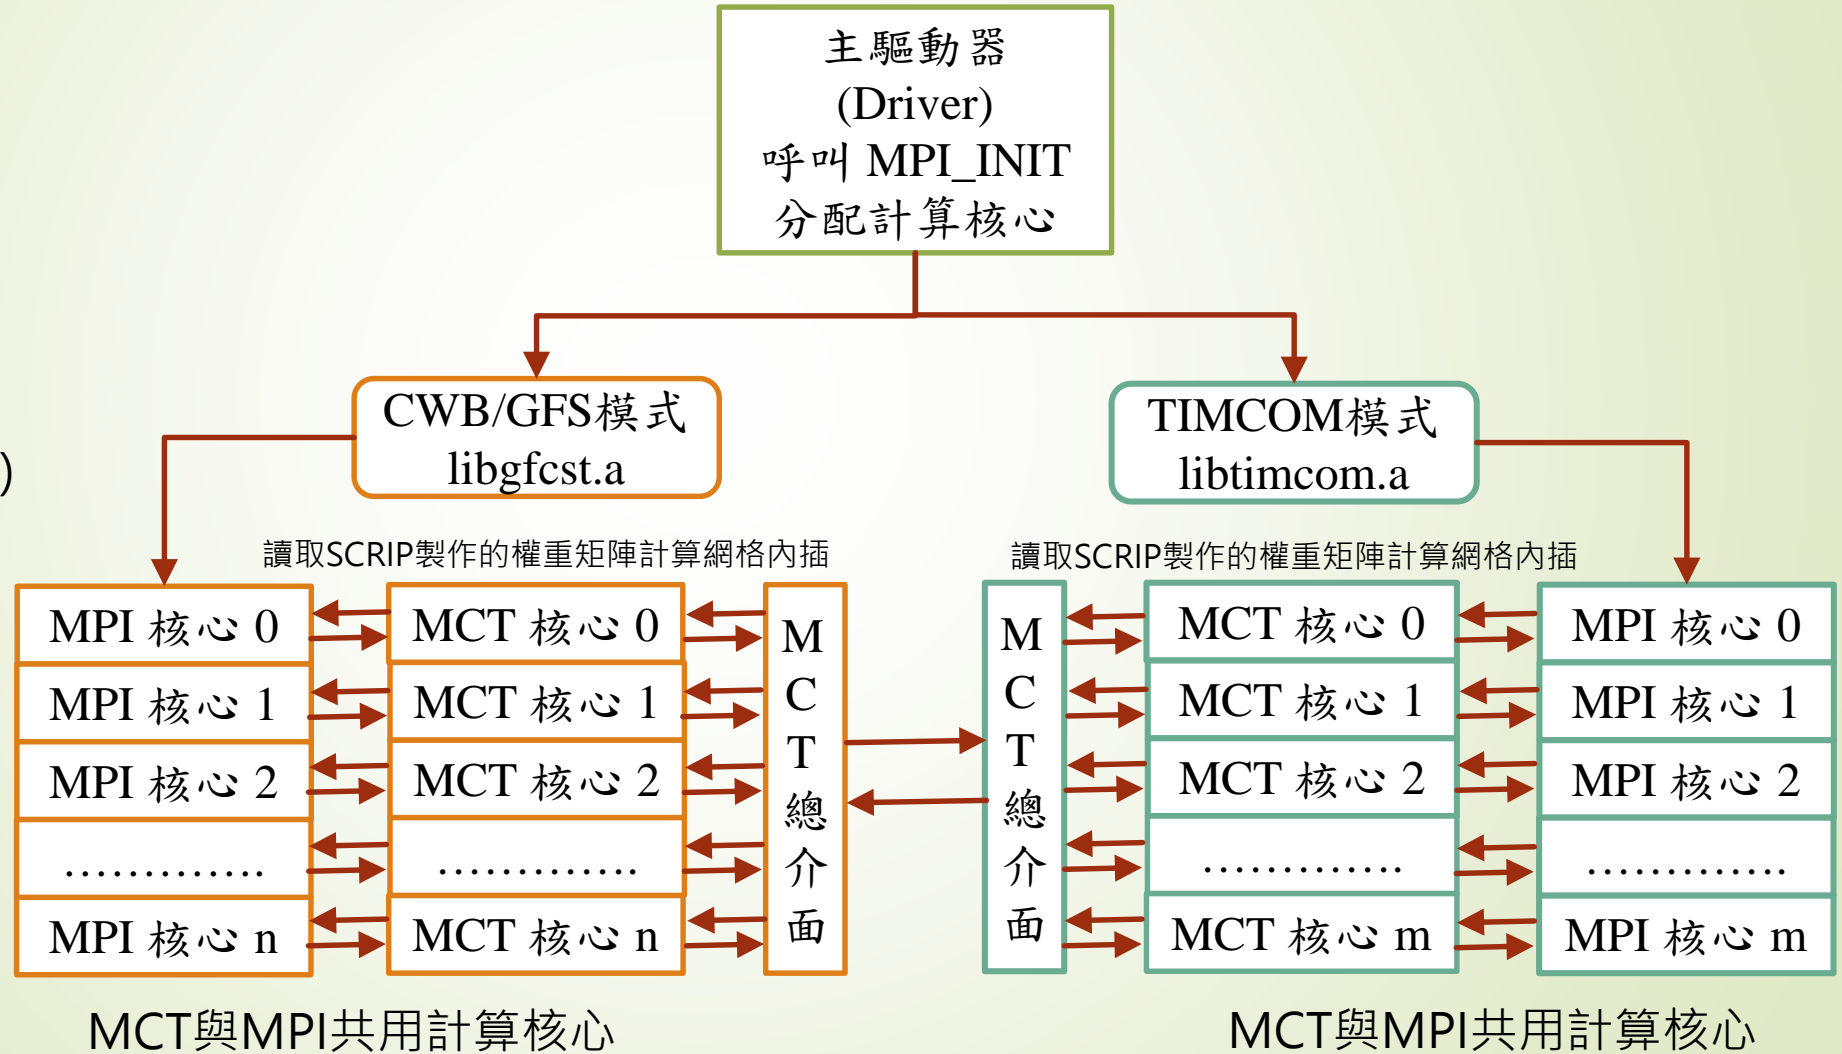 主驅動器
(Driver)
呼叫 MPI_INIT
分配計算核心
CWB/GFS模式
libgfcst.a
TIMCOM模式
libtimcom.a
)
讀取SCRIP製作的權重矩陣計算網格內插
讀取SCRIP製作的權重矩陣計算網格內插
MPI 核心 0
MPI 核心 1
MPI 核心 2
.............
MPI 核心 n
MCT 核心 0
MCT 核心 1
MCT 核心 2
.............
MCT 核心 n
MCT總介面
MCT總介面
MCT 核心 0
MCT 核心 1
MCT 核心 2
.............
MCT 核心 m
MPI 核心 0
MPI 核心 1
MPI 核心 2
.............
MPI 核心 m
MCT與MPI共用計算核心
MCT與MPI共用計算核心